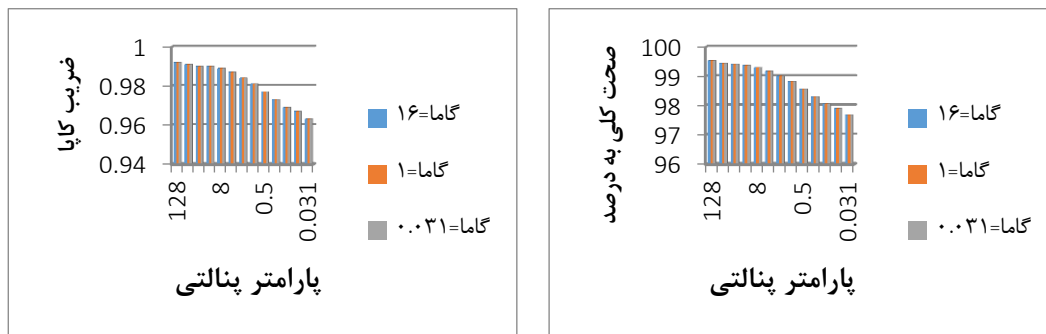 ضریب کاپا
1
0.98
0.96
0.94
128
8
0.5
0.031
پارامتر پنالتی
گاما=۱۶
گاما=۱
گاما=۰.۰۳۱
صحت کلی به درصد
100
99
98
97
96
128
8
0.5
0.031
پارامتر پنالتی
گاما=۱۶
گاما=۱
گاما=۰.۰۳۱